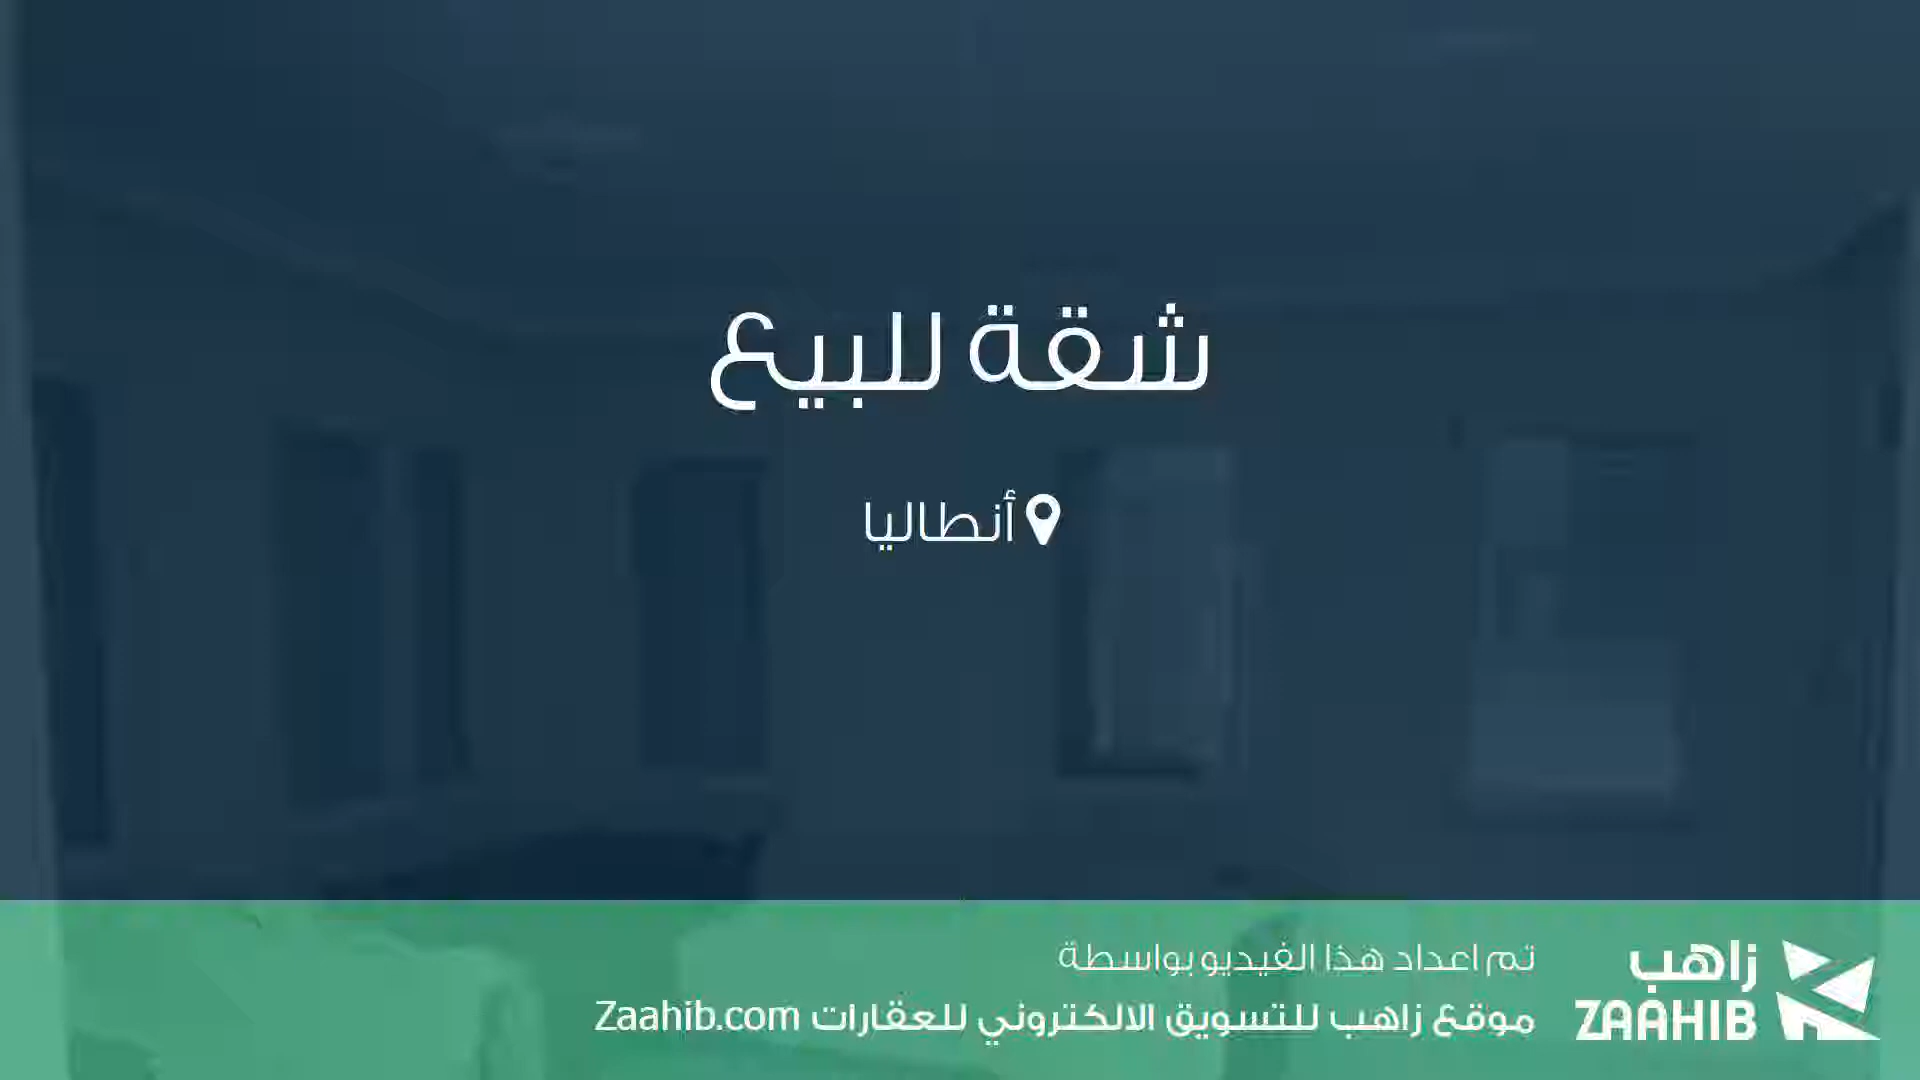 شقة للبيع
أنطاليا
تم اعداد هذا الفيديو بواسطة
موقع زاهب للتسويق الالكتروني للعقارات Zaahib.com
زاهب
ZAAHIB